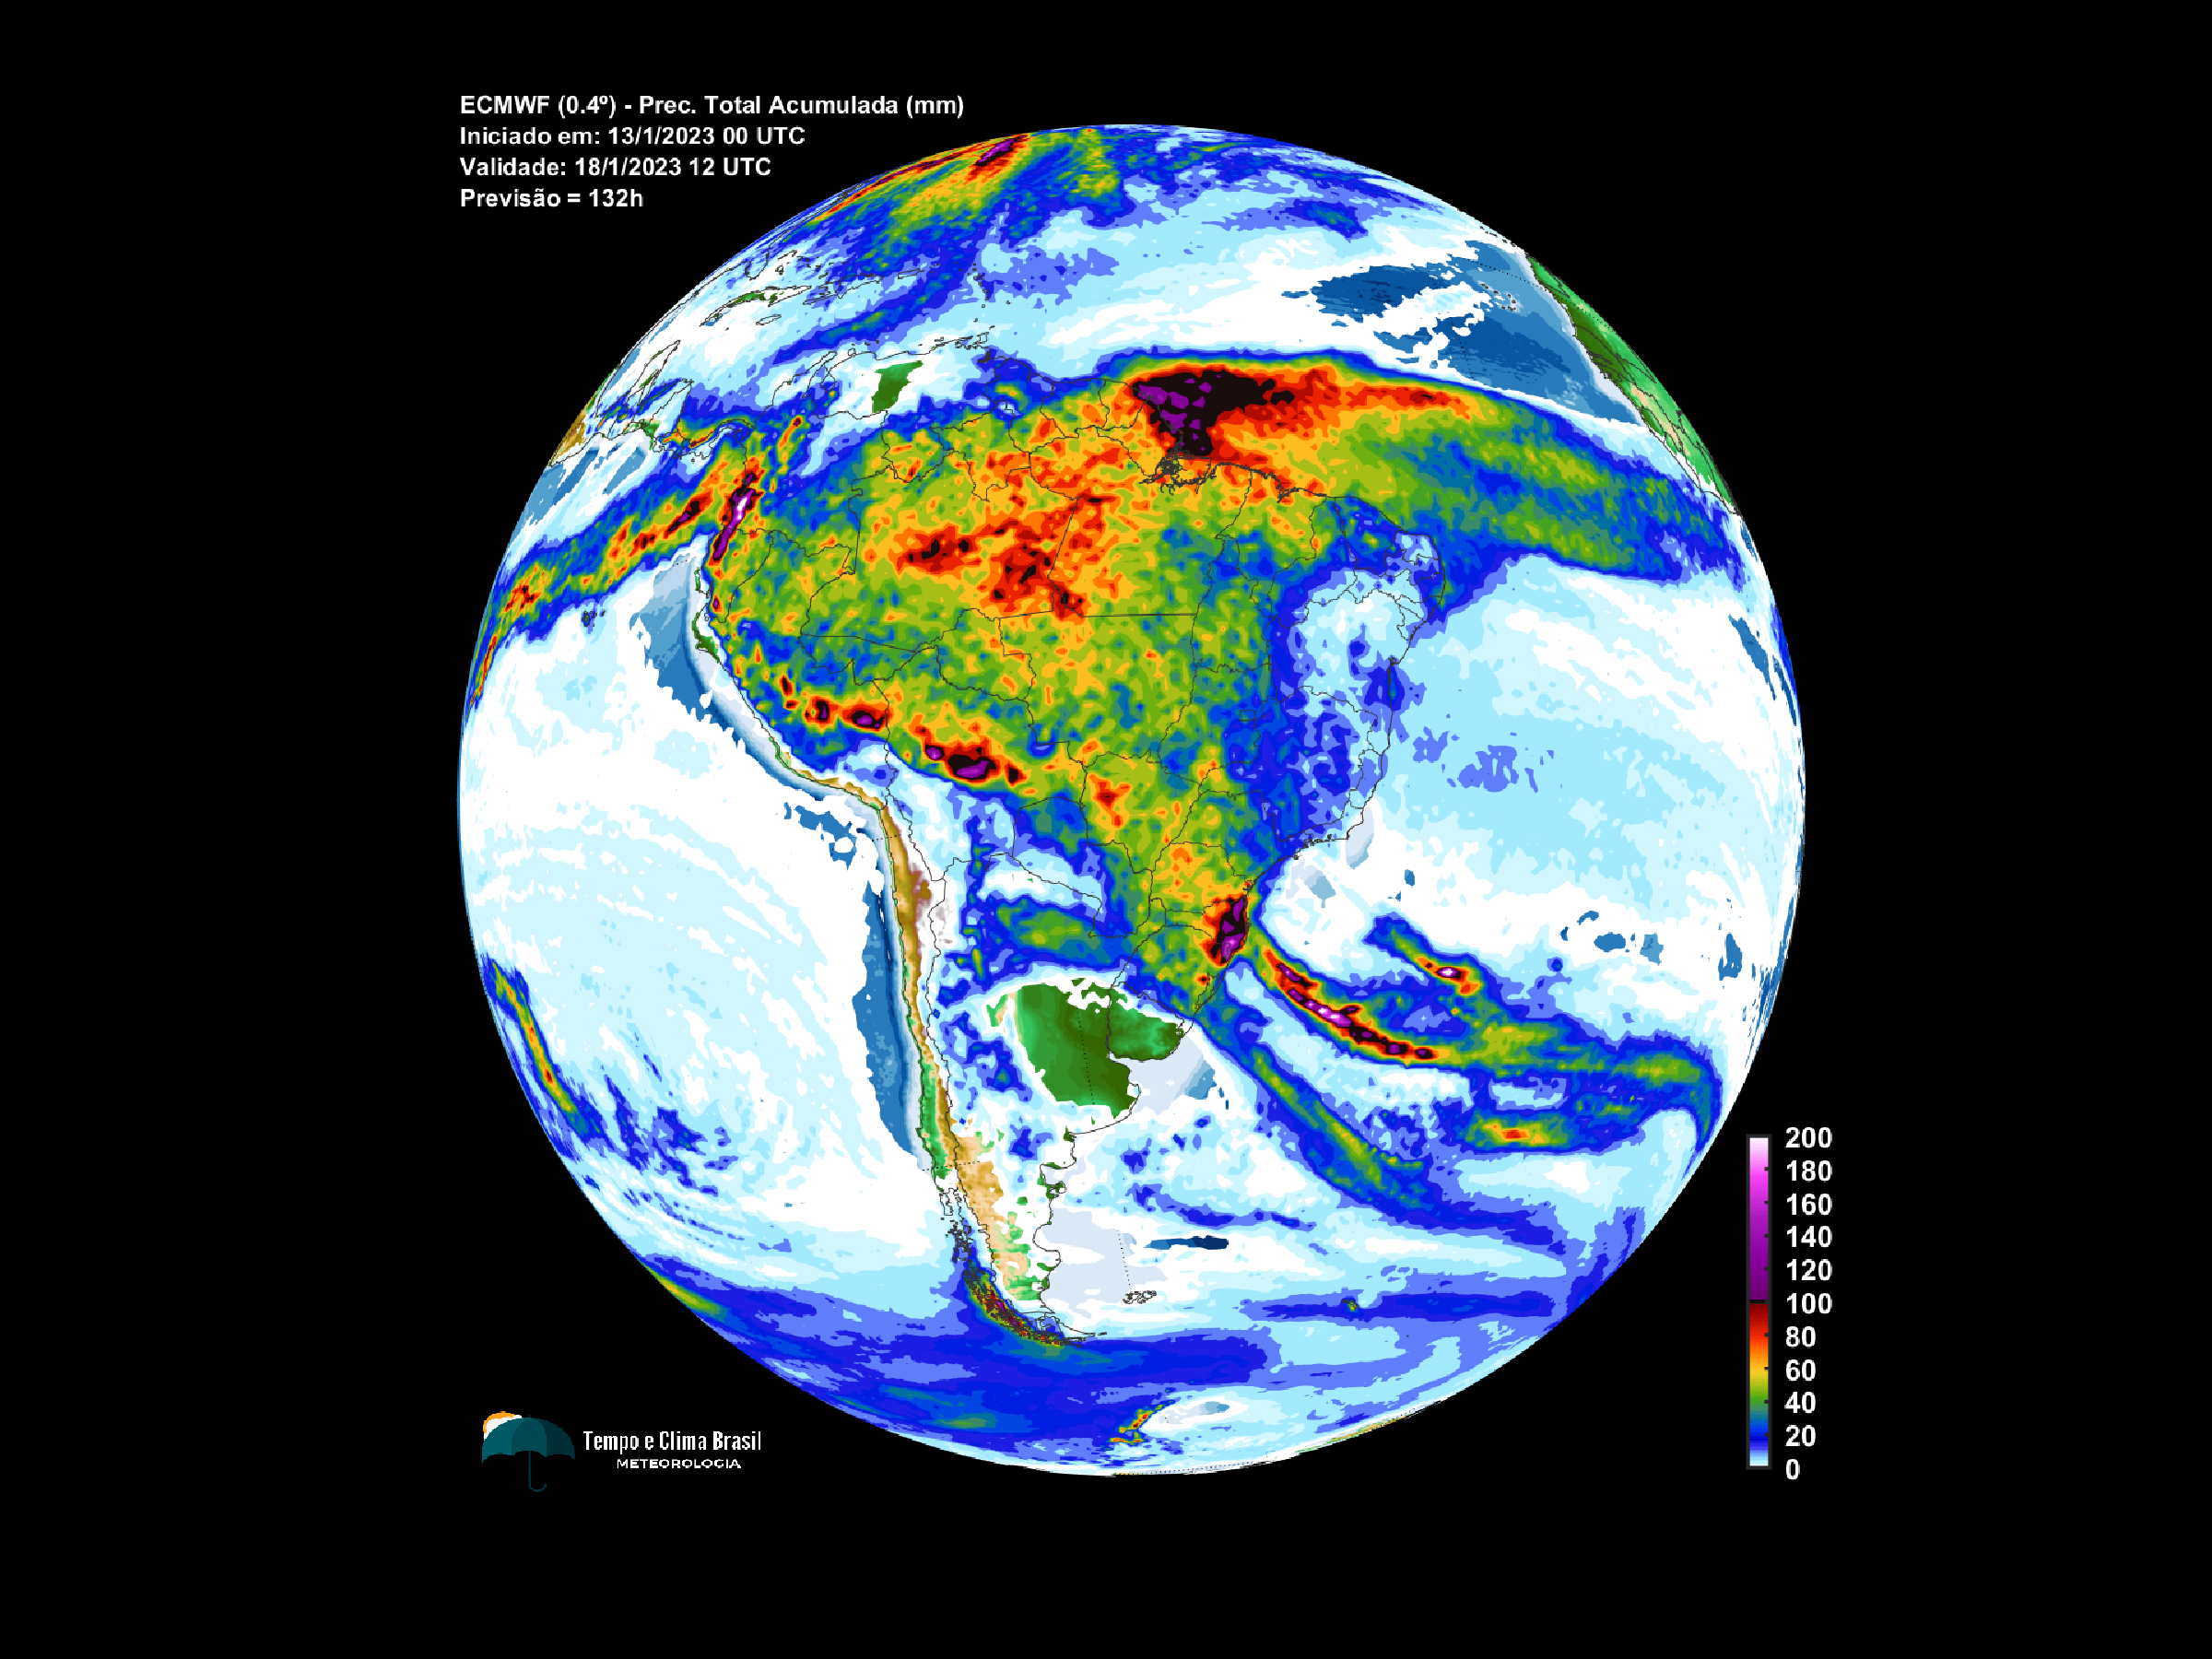 ECMWF (0.4º) - Prec. Total Acumulada (mm)
Iniciado em: 13/1/2023 00 UTC
Validade: 18/1/2023 12 UTC
Previsão = 132h
200
180
160
140
120
100
80
60
40
20
0
Tempo e Clima Brasil
METEOROLOGIA